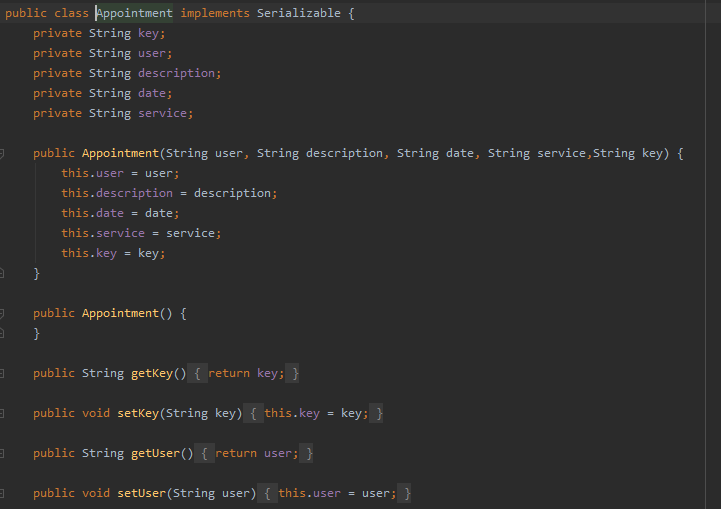 public class Appointment implements Serializable {
private String key;
private String user;
private String description;
private String date;
private String service;
public Appointment(String user, String description, String date, String service,String key) {
this.user = user;
this.description = description;
this.date = date;
this.service = service;
this.key = key;
}
public Appointment() {
}
public String getKey() { return key; }
public void setKey(String key) { this.key = key; }
public String getUser() { return user; }
public void setUser(String user) { this.user = user; }